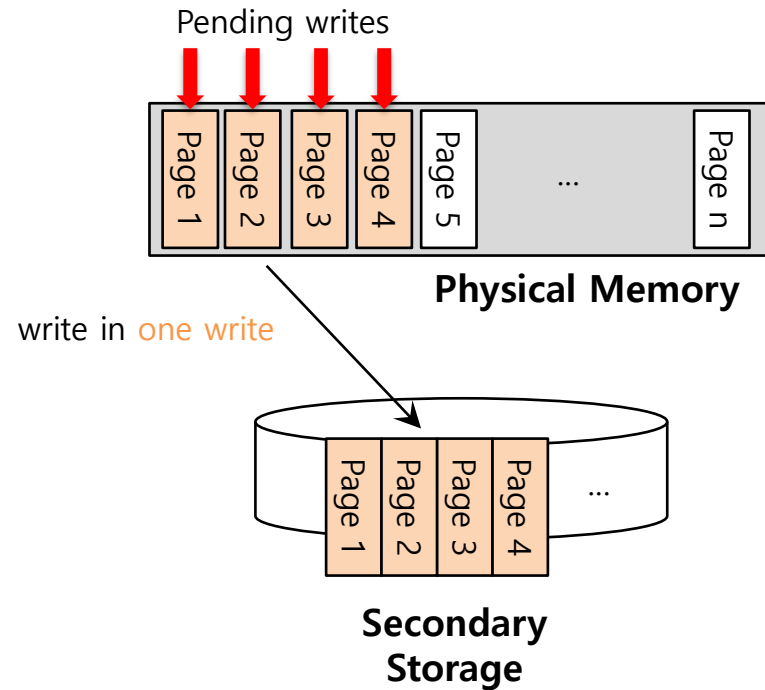 Pending writes
Page 1
Page 2
Page 3
Page 4
Page 5
...
Page n
Physical Memory
write in one write
Page 1
Page 2
Page 3
Page 4
...
Secondary
Storage